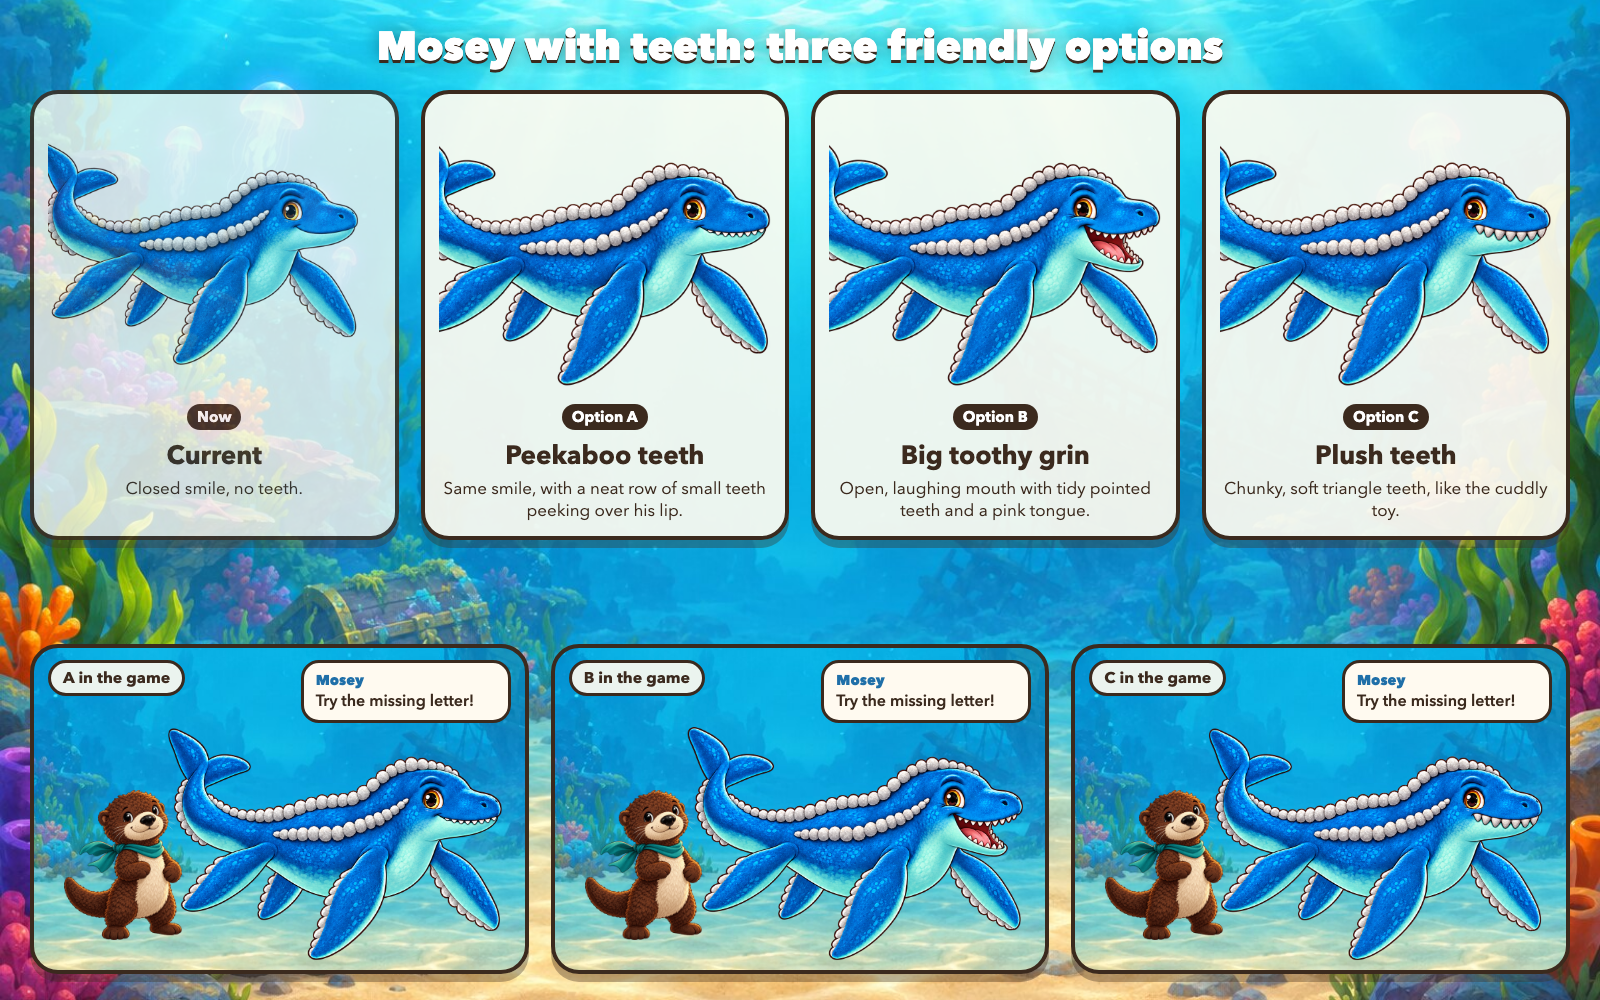 Mosey with teeth: three friendly options
Now
Current
Closed smile, no teeth.
Option A
Peekaboo teeth
Same smile, with a neat row of small teeth
peeking over his lip.
Option B
Big toothy grin
Open, laughing mouth with tidy pointed
teeth and a pink tongue.
Option C
Plush teeth
Chunky, soft triangle teeth, like the cuddly
toy.
A in the game
Mosey
Try the missing letter!
B in the game
Mosey
Try the missing letter!
C in the game
Mosey
Try the missing letter!